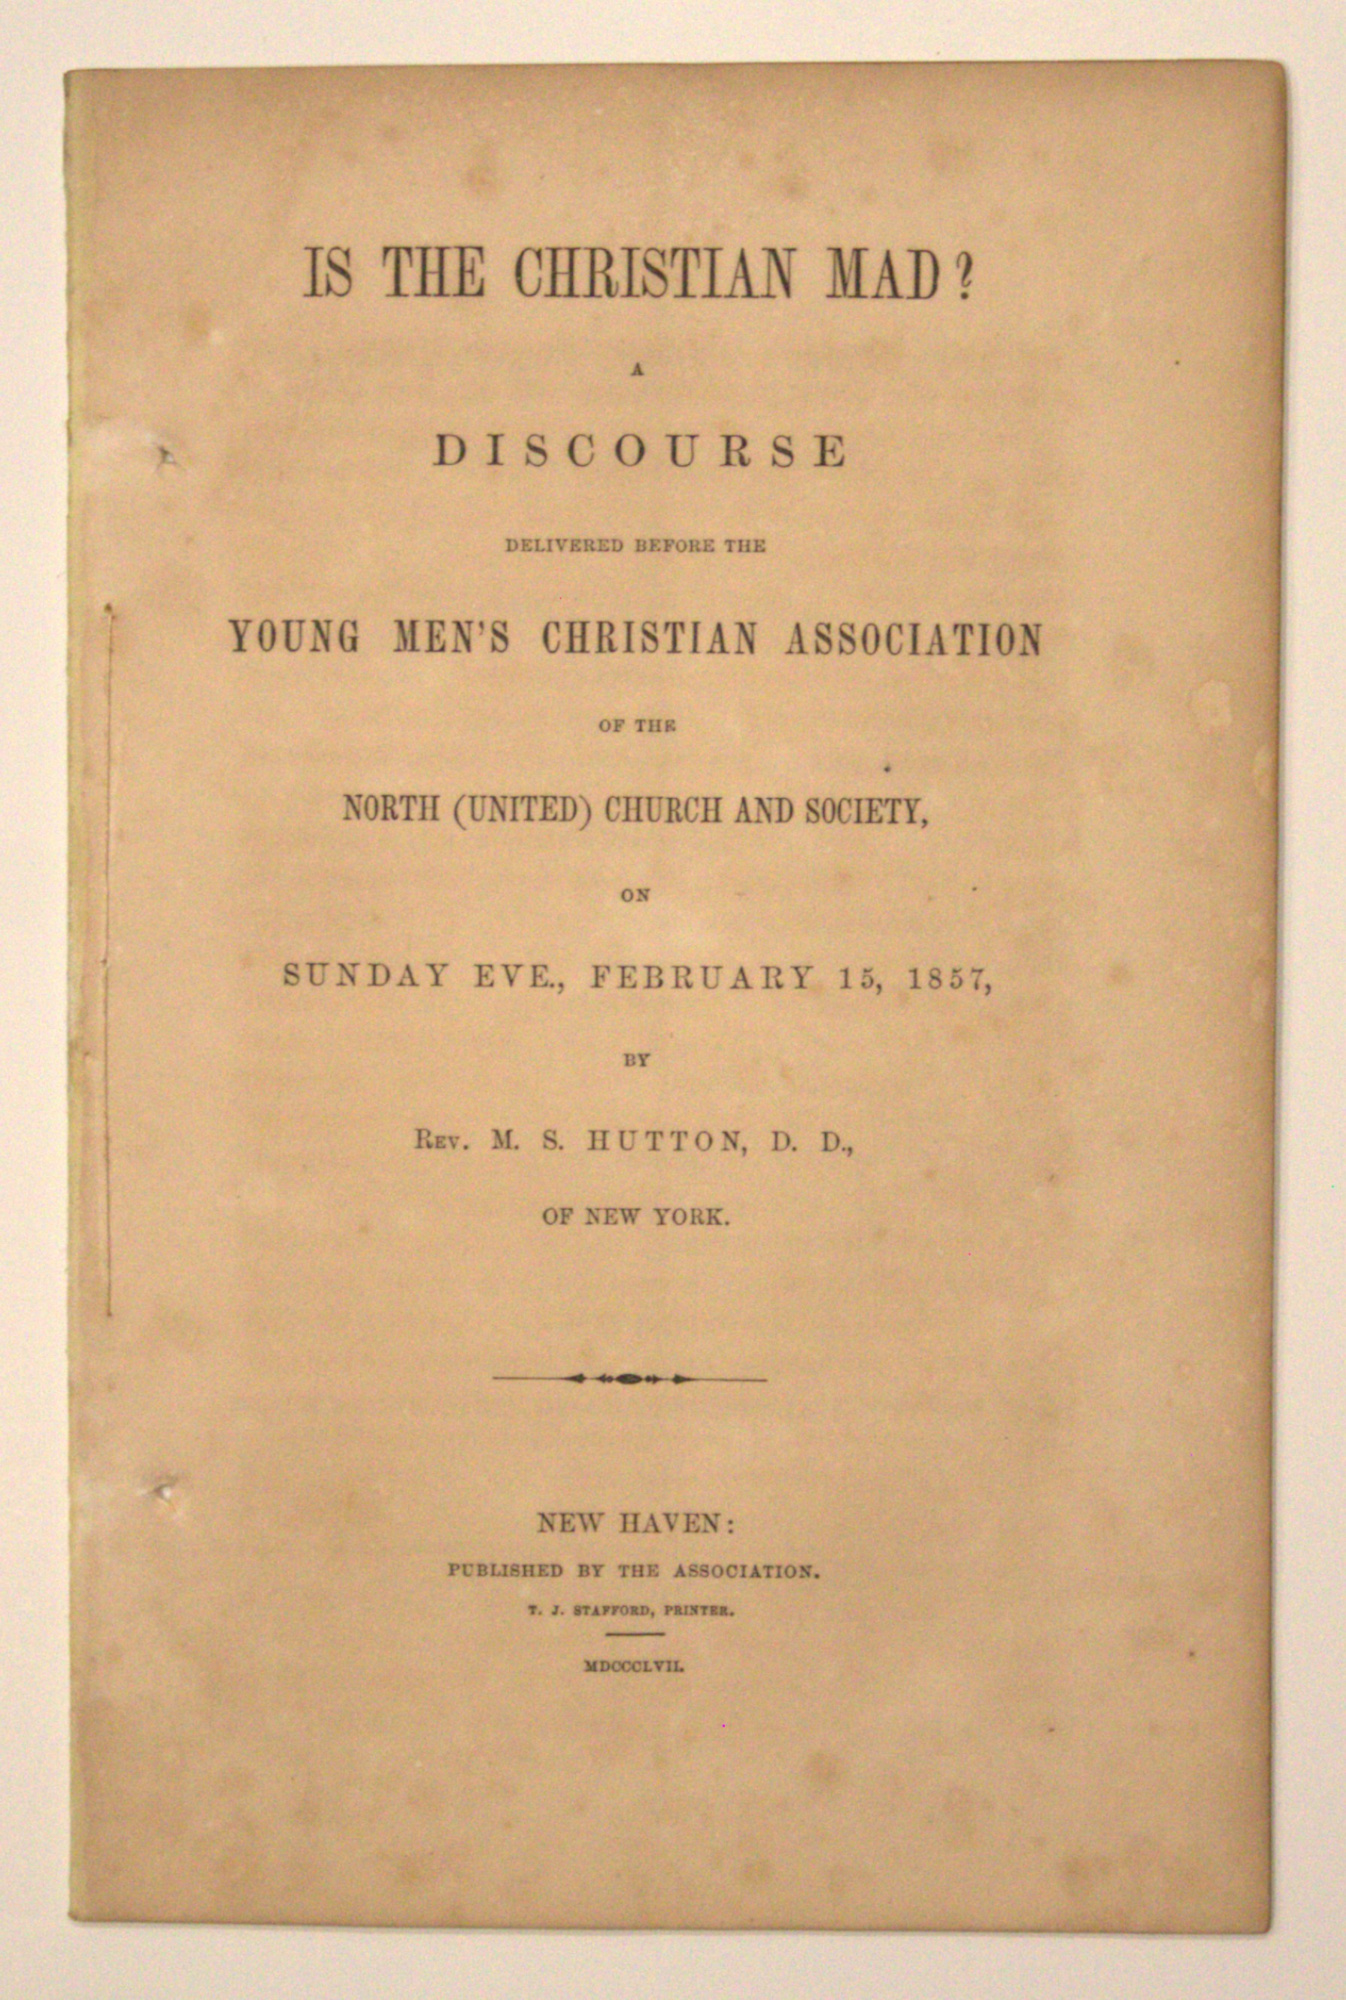 IS THE CHRISTIAN MAD?
A
DISCOURSE
DELIVERED BEFORE THE
YOUNG MEN'S CHRISTIAN ASSOCIATION
OF THE
NORTH (UNITED) CHURCH AND SOCIETY,
ON
SUNDAY EVE., FEBRUARY 15, 1857,
BY
REV. M. S. HUTTON, D. D.,
OF NEW YORK.
NEW HAVEN:
PUBLISHED BY THE ASSOCIATION.
T. J. STAFFORD, PRINTER.
MDCCCLVII.